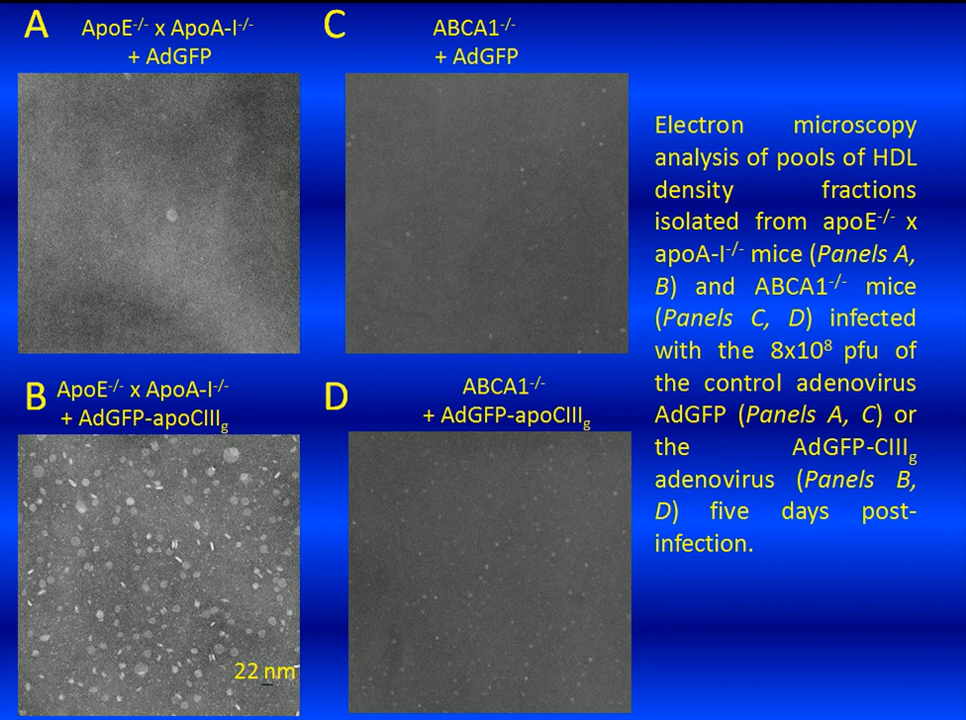 A
ApoE-/- x ApoA-I-/-
+ AdGFP
C
ABCA1-/-
+ AdGFP
B
ApoE-/- x ApoA-I-/-
+ AdGFP-apoCIIIg
22 nm
D
ABCA1-/-
+ AdGFP-apoCIIIg
Electron microscopy
analysis of pools of HDL
density fractions
isolated from apoE-/- x
apoA-I-/- mice (Panels A,
B) and ABCA1-/- mice
(Panels C, D) infected
with the 8x10⁸ pfu of
the control adenovirus
AdGFP (Panels A, C) or
the AdGFP-CIIIg
adenovirus (Panels B,
D) five days post-
infection.